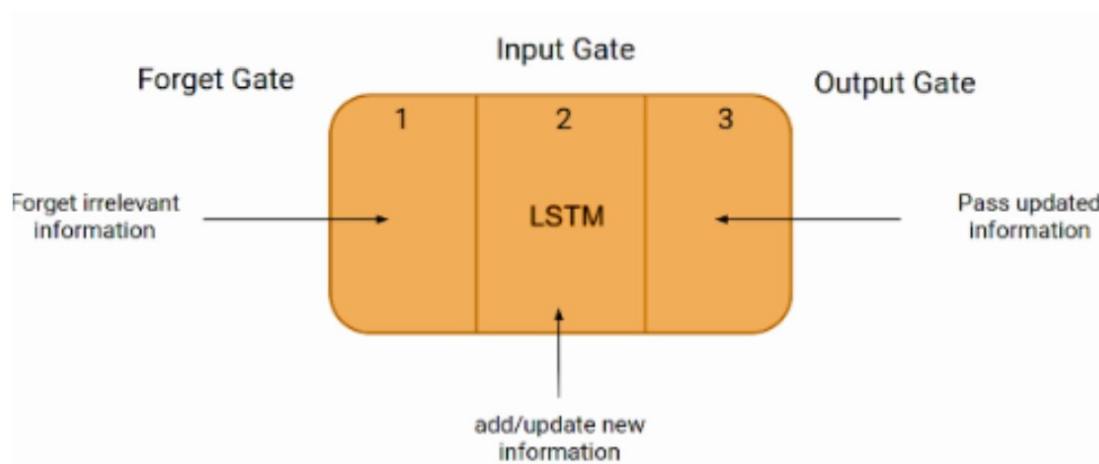 Input Gate
Forget Gate
Output Gate
1
2
3
Forget irrelevant
information
LSTM
Pass updated
information
add/update new
information